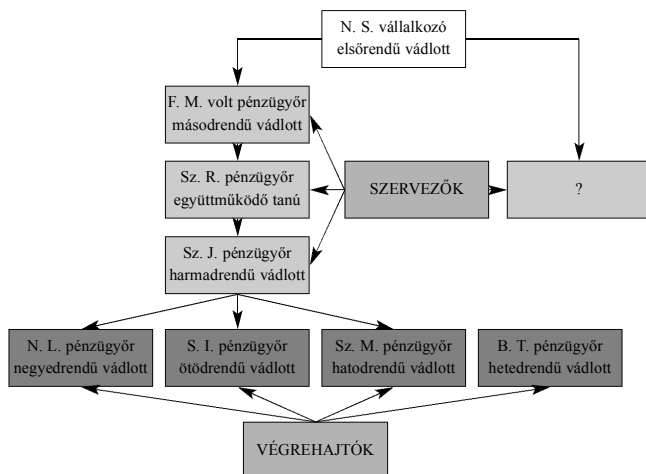 N. S. vállalkozó
elsőrendű vádlott
F. M. volt pénzügyőr
másodrendű vádlott
Sz. R. pénzügyőr
együttműködő tanú
SZERVEZŐK
?
Sz. J. pénzügyőr
harmadrendű vádlott
N. L. pénzügyőr
negyedrendű vádlott
S. I. pénzügyőr
ötödrendű vádlott
Sz. M. pénzügyőr
hatodrendű vádlott
B. T. pénzügyőr
hetedrendű vádlott
VÉGREHAJTÓK